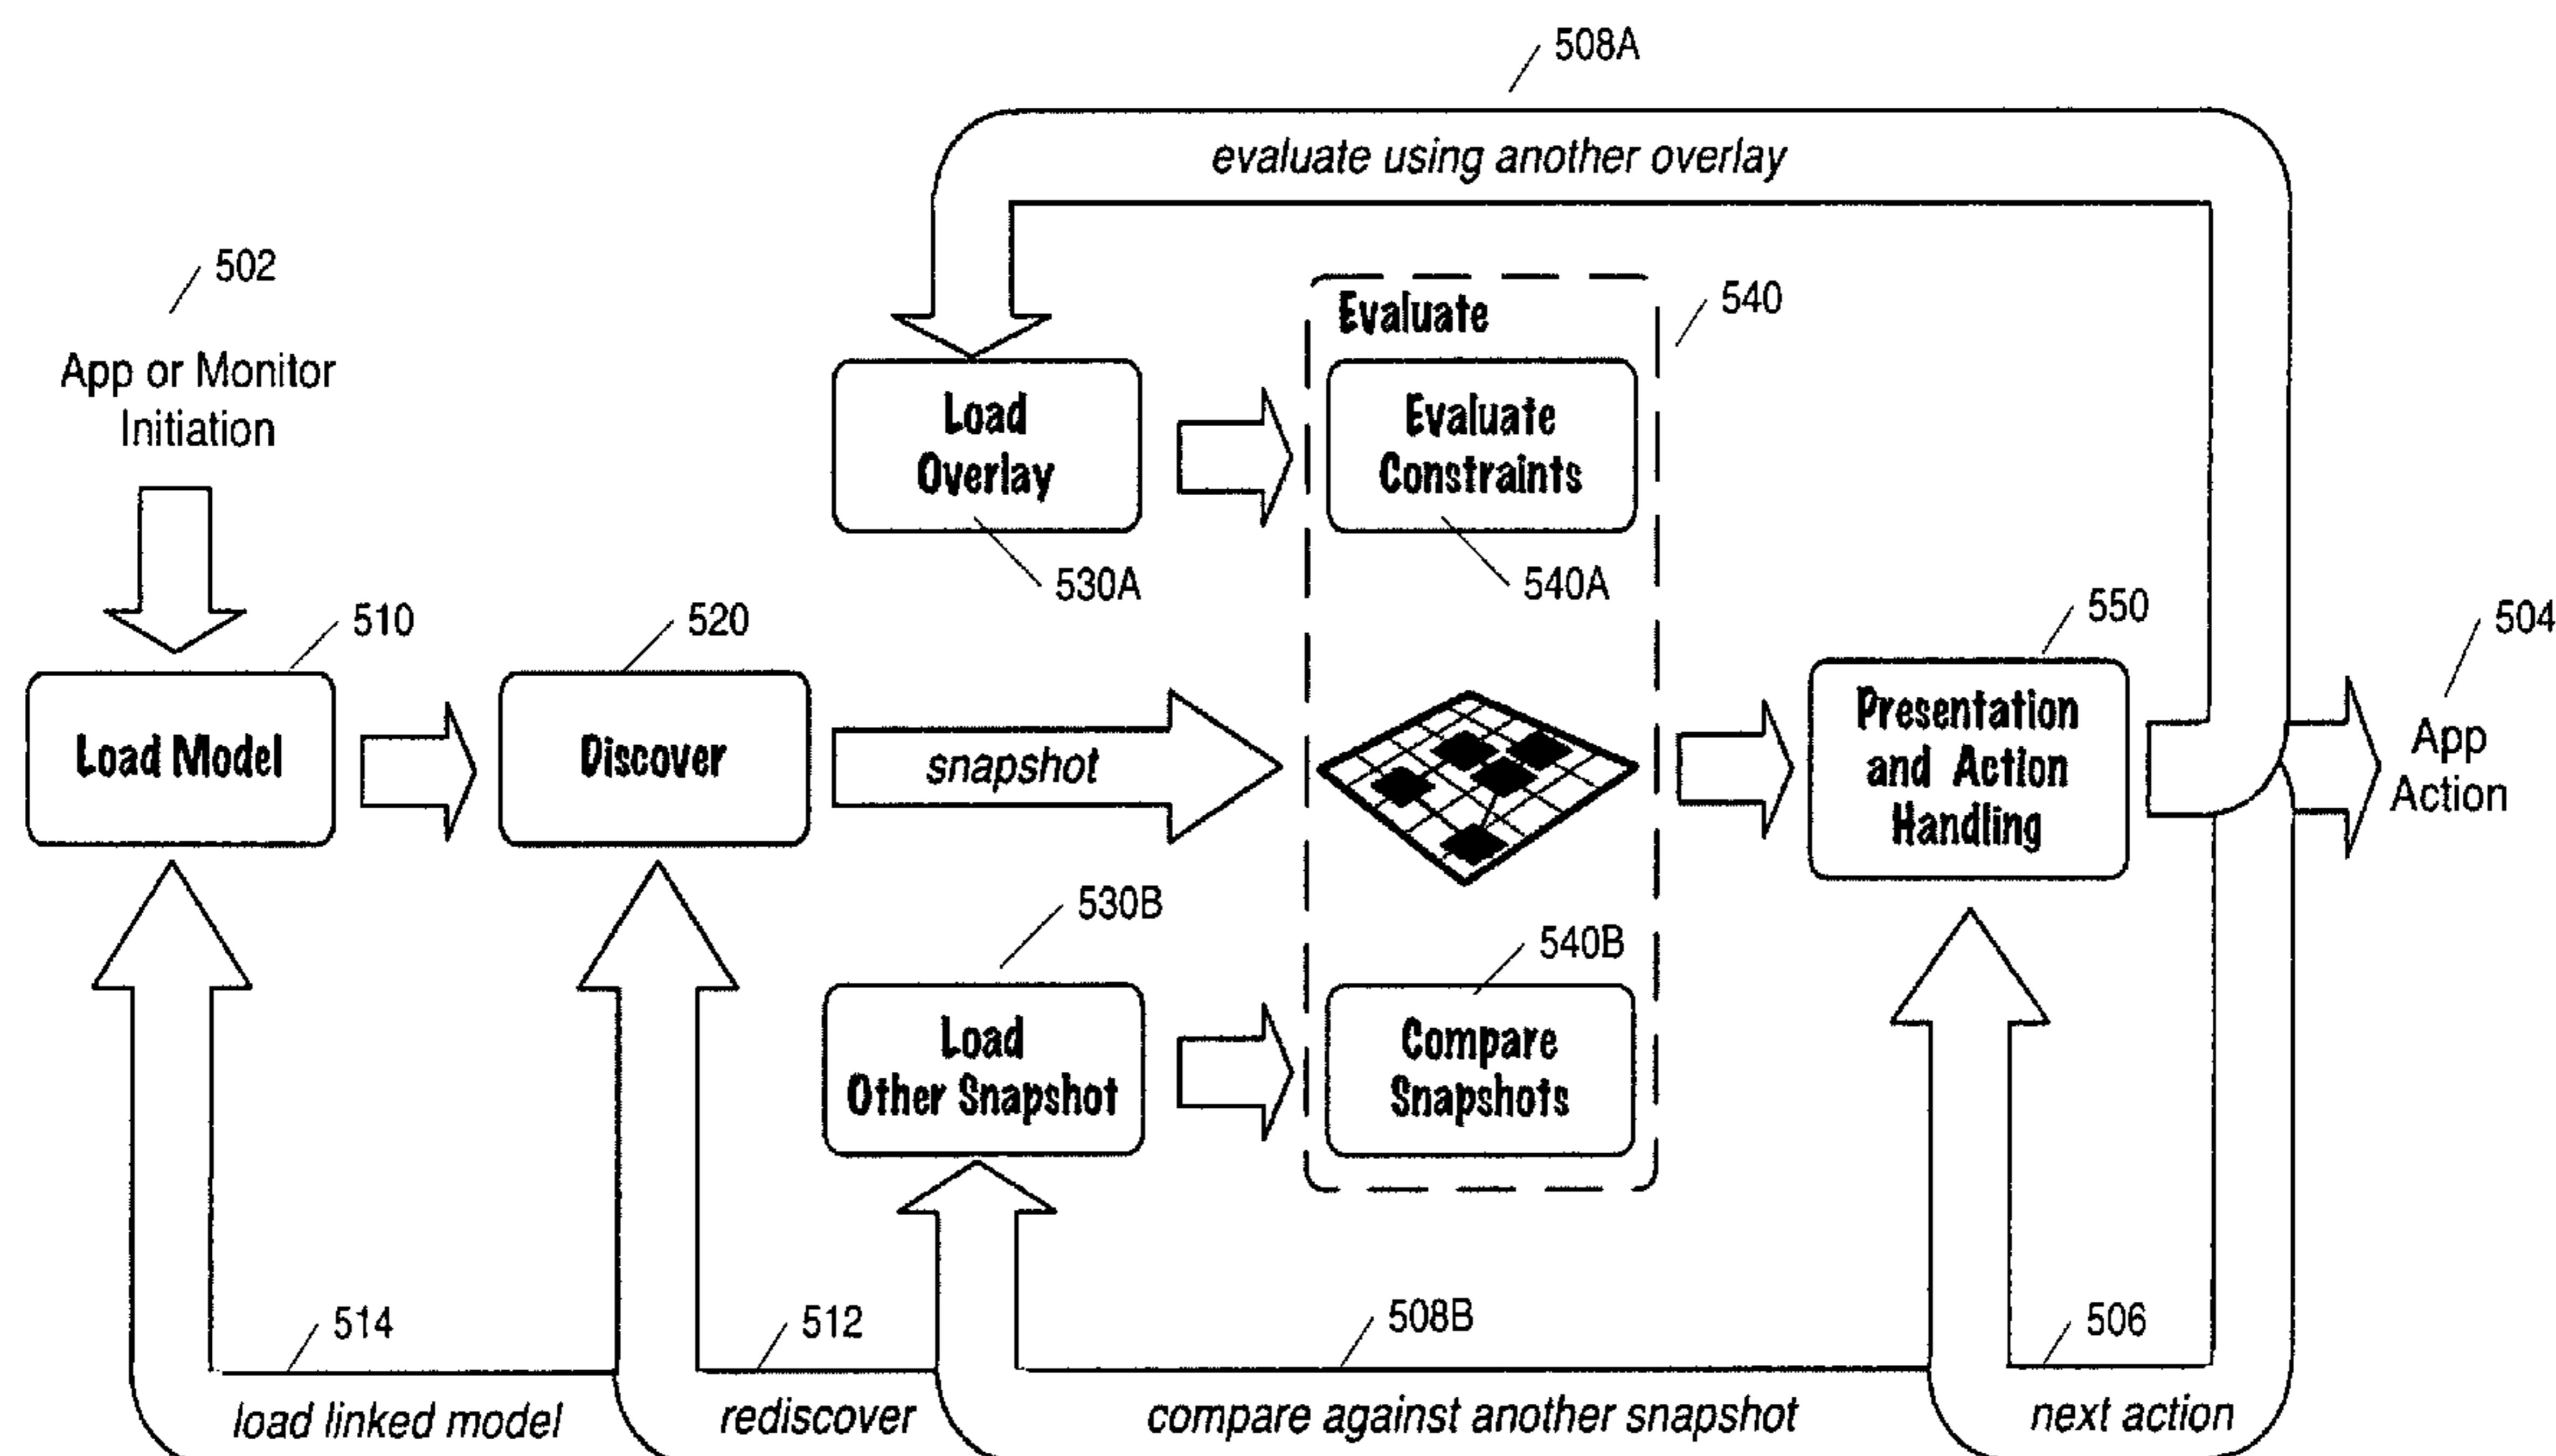 508A
evaluate using another overlay
502
App or Monitor
Initiation
Evaluate
540
Load
Overlay
530A
Evaluate
Constraints
540A
510
Load Model
520
Discover
snapshot
550
Presentation
and Action
Handling
504
App
Action
530B
Load
Other Snapshot
540B
Compare
Snapshots
514
load linked model
512
rediscover
508B
compare against another snapshot
506
next action